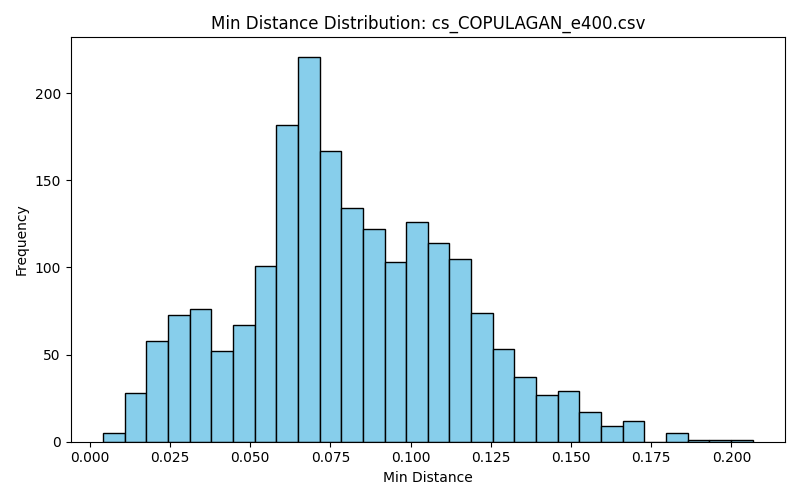 Min Distance Distribution: cs_COPULAGAN_e400.csv
Frequency
200
150
100
50
0
0.000 0.025 0.050 0.075 0.100 0.125 0.150 0.175 0.200
Min Distance